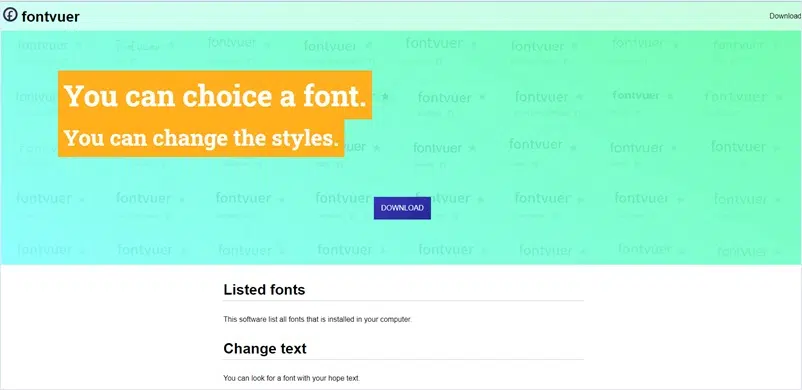 fontvuer
Download
You can choice a font.
You can change the styles.
DOWNLOAD
Listed fonts
This software list all fonts that is installed in your computer.
Change text
You can look for a font with your hope text.